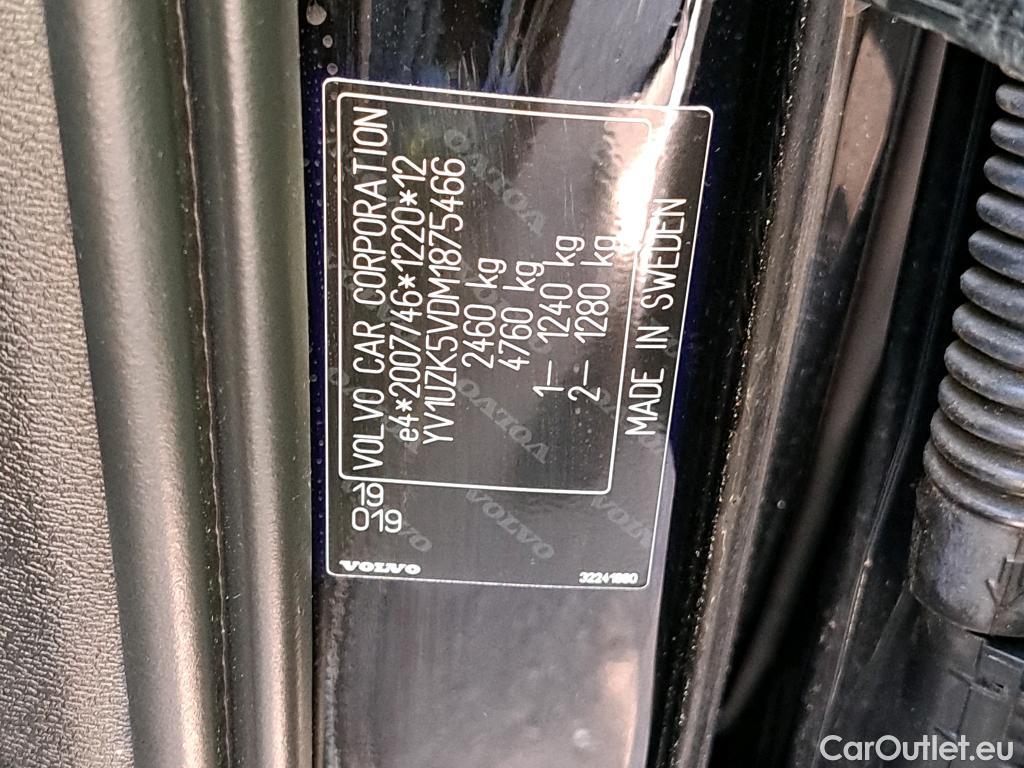 VOLVO CAR CORPORATION
e4*2007/46*1220*12
YV1UZK5VDM1875466
2460 kg
4760 kg
1– 1240 kg
2– 1280 kg
MADE IN SWEDEN
19
019
VOLVO
CarOutlet.eu